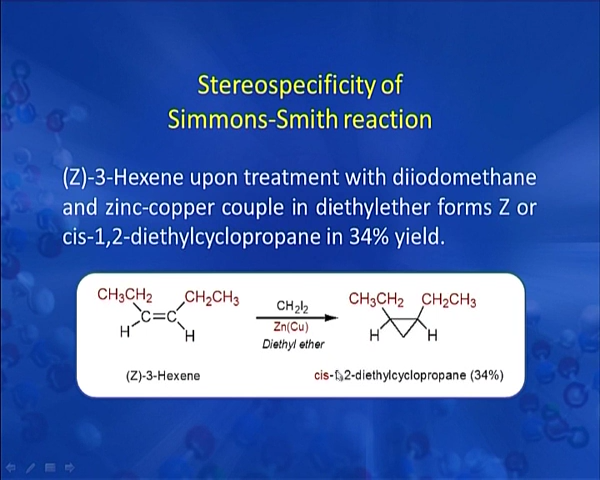 Stereospecificity of
Simmons-Smith reaction
(Z)-3-Hexene upon treatment with diiodomethane
and zinc-copper couple in diethylether forms Z or
cis-1,2-diethylcyclopropane in 34% yield.
CH3CH2 CH2CH3 CH2I2 CH3CH2 CH2CH3
C=C
H H Zn(Cu) H H
Diethyl ether
(Z)-3-Hexene cis-1,2-diethylcyclopropane (34%)